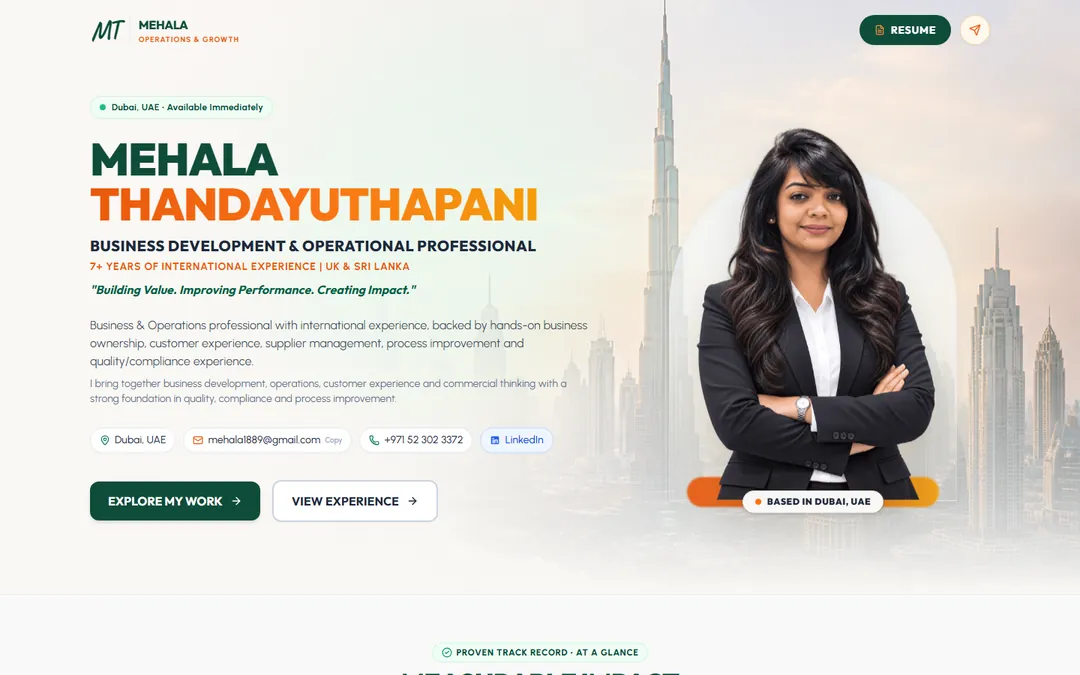 MT
MEHALA
OPERATIONS & GROWTH
RESUME
Dubai, UAE • Available Immediately
MEHALA
THANDAYUTHAPANI
BUSINESS DEVELOPMENT & OPERATIONAL PROFESSIONAL
7+ YEARS OF INTERNATIONAL EXPERIENCE | UK & SRI LANKA
"Building Value. Improving Performance. Creating Impact."
Business & Operations professional with international experience, backed by hands-on business
ownership, customer experience, supplier management, process improvement and
quality/compliance experience.
I bring together business development, operations, customer experience and commercial thinking with a
strong foundation in quality, compliance and process improvement.
Dubai, UAE
mehala1889@gmail.com Copy
+971 52 302 3372
LinkedIn
EXPLORE MY WORK →
VIEW EXPERIENCE →
BASED IN DUBAI, UAE
PROVEN TRACK RECORD • AT A GLANCE